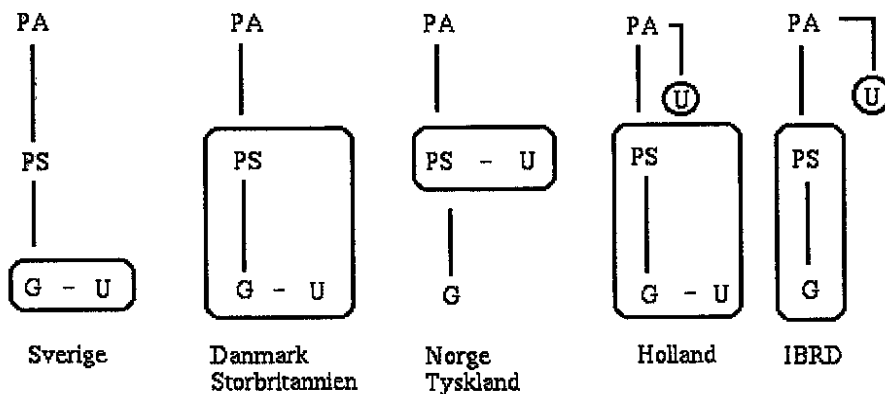 PA PA PA PA PA
U U
PS PS PS - U PS PS
G - U G - U G G - U G
Sverige Danmark Norge Holland IBRD
Storbritannien Tyskland